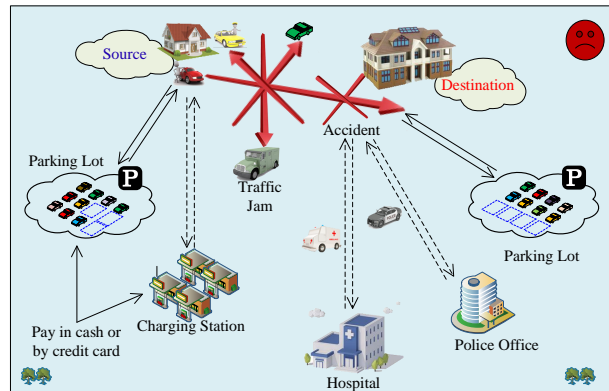 Source
Destination
Accident
Parking Lot
P
Traffic
Jam
P
Parking Lot
Charging Station
Pay in cash or
by credit card
Police Office
Hospital